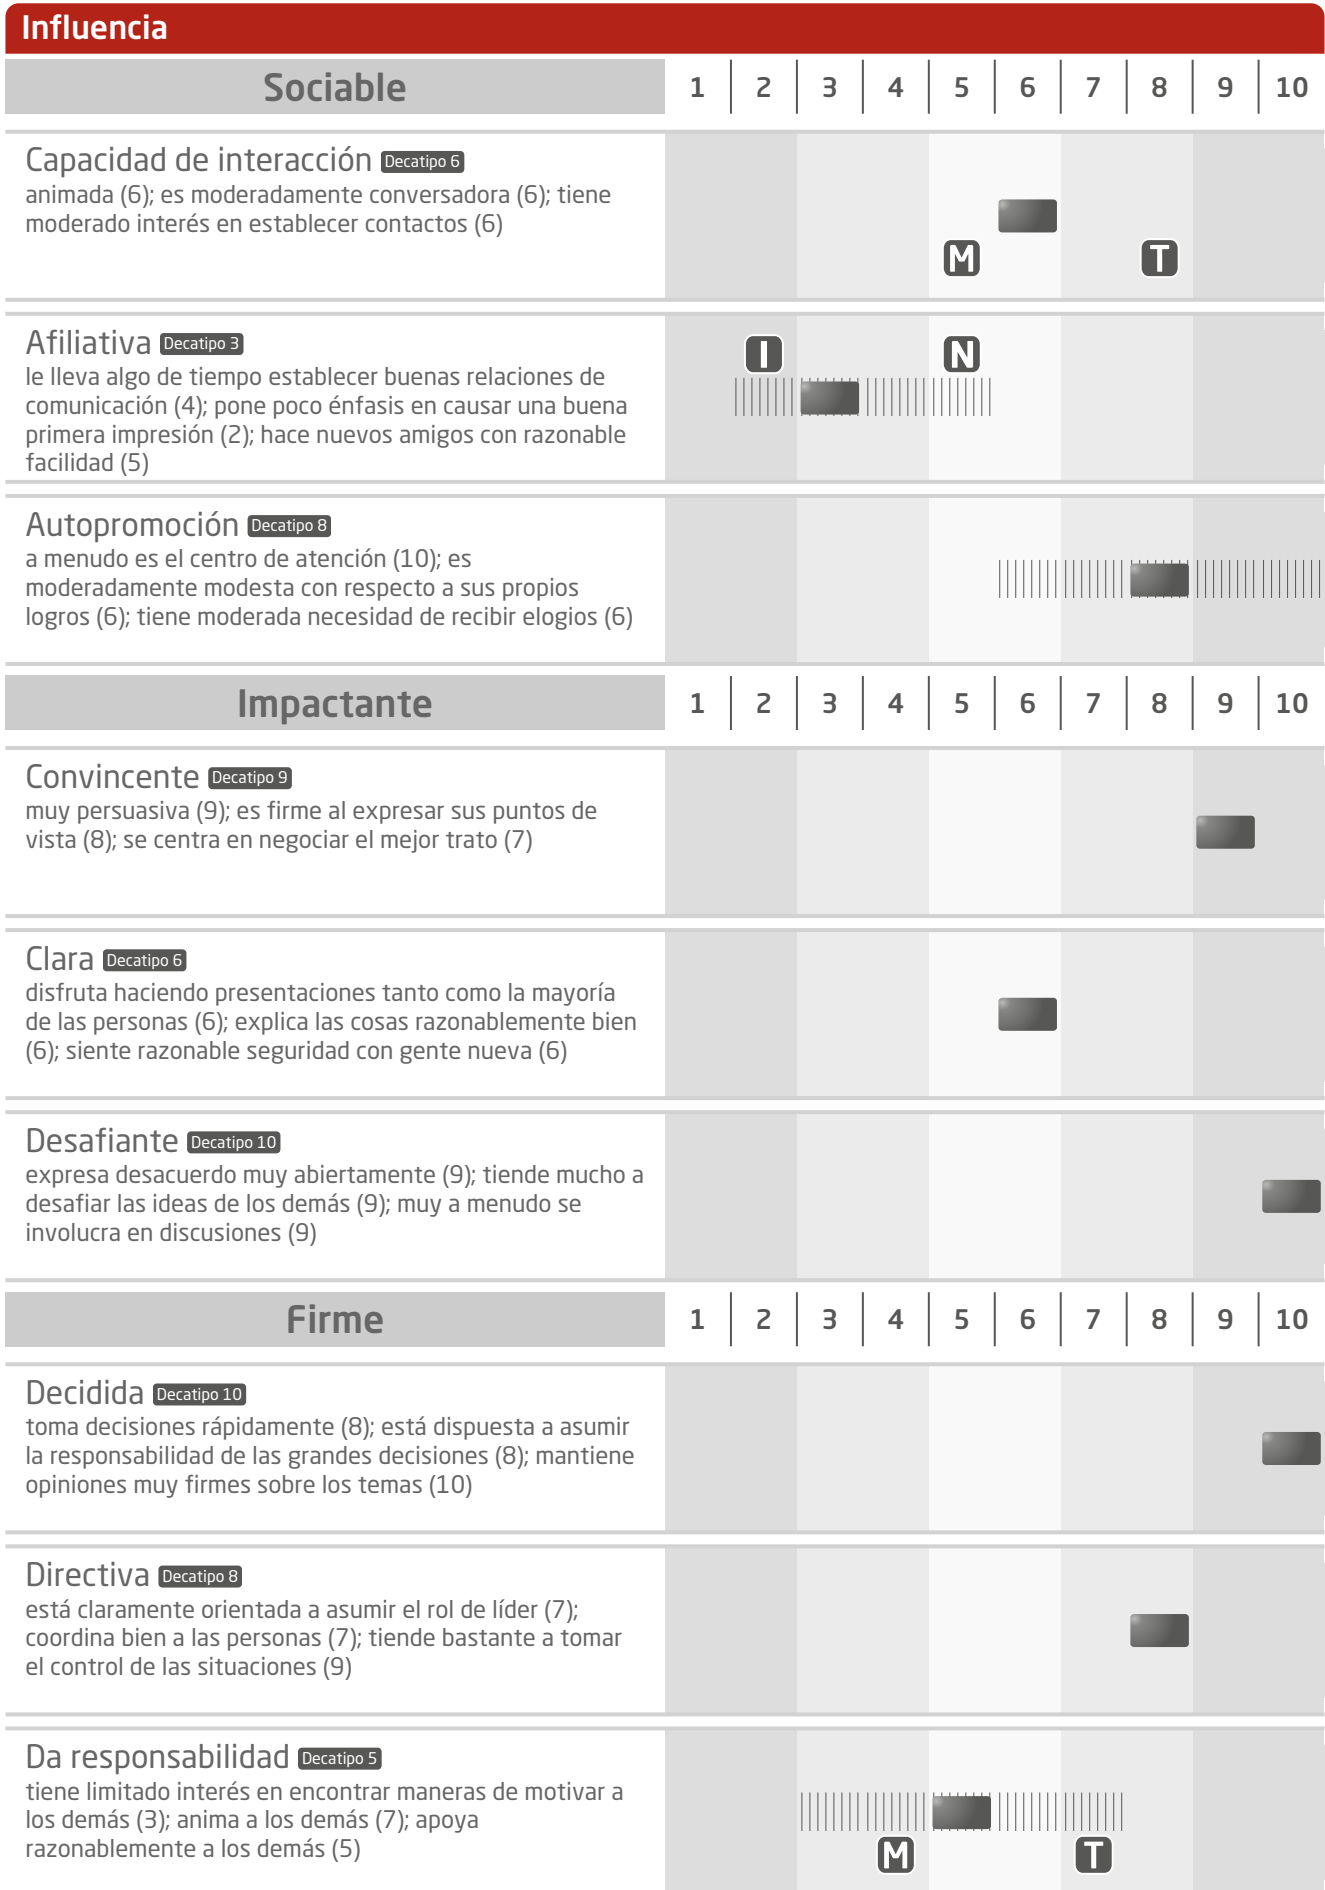 Influencia
Sociable 1 2 3 4 5 6 7 8 9 10
Capacidad de interacción Decatipo 6
animada (6); es moderadamente conversadora (6); tiene
moderado interés en establecer contactos (6)
M T
Afiliativa Decatipo 3
I N
le lleva algo de tiempo establecer buenas relaciones de
comunicación (4); pone poco énfasis en causar una buena
primera impresión (2); hace nuevos amigos con razonable
facilidad (5)
Autopromoción Decatipo 8
a menudo es el centro de atención (10); es
moderadamente modesta con respecto a sus propios
logros (6); tiene moderada necesidad de recibir elogios (6)
Impactante 1 2 3 4 5 6 7 8 9 10
Convincente Decatipo 9
muy persuasiva (9); es firme al expresar sus puntos de
vista (8); se centra en negociar el mejor trato (7)
Clara Decatipo 6
disfruta haciendo presentaciones tanto como la mayoría
de las personas (6); explica las cosas razonablemente bien
(6); siente razonable seguridad con gente nueva (6)
Desafiante Decatipo 10
expresa desacuerdo muy abiertamente (9); tiende mucho a
desafiar las ideas de los demás (9); muy a menudo se
involucra en discusiones (9)
Firme 1 2 3 4 5 6 7 8 9 10
Decidida Decatipo 10
toma decisiones rápidamente (8); está dispuesta a asumir
la responsabilidad de las grandes decisiones (8); mantiene
opiniones muy firmes sobre los temas (10)
Directiva Decatipo 8
está claramente orientada a asumir el rol de líder (7);
coordina bien a las personas (7); tiende bastante a tomar
el control de las situaciones (9)
Da responsabilidad Decatipo 5
tiene limitado interés en encontrar maneras de motivar a
los demás (3); anima a los demás (7); apoya
razonablemente a los demás (5)
M T